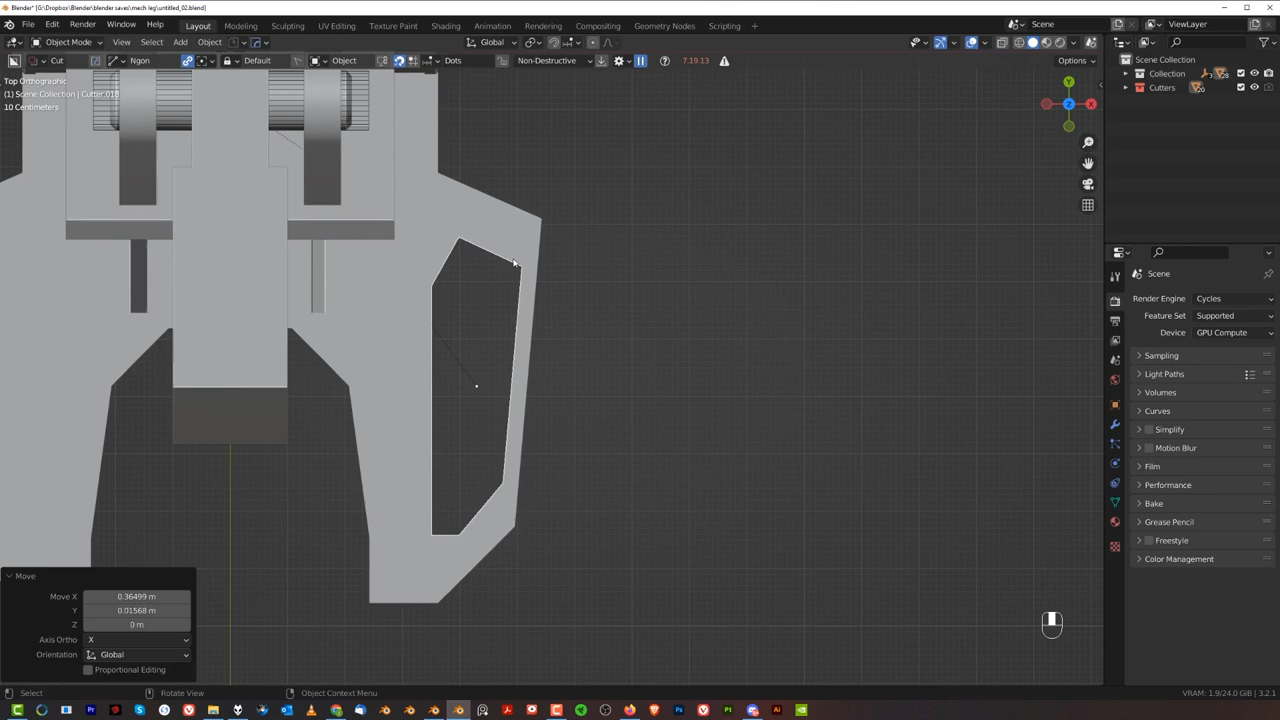 Blender* [G:\Dropbox\blender saves\mech leg\untitled_02.blend]
File Edit Render Window Help Layout Modeling Sculpting UV Editing Texture Paint Shading Animation Rendering Compositing Geometry Nodes Scripting Scene ViewLayer
Object Mode View Select Add Object Global
Cut Ngon Default Object Dots Non-Destructive 7.19.13 Options
Top Orthographic
(1) Scene Collection | Cutter.018
10 Centimeters
Y
Z
X
Scene Collection
Collection 3 28
Cutters 20
Scene
Render Engine Cycles
Feature Set Supported
Device GPU Compute
Sampling
Light Paths
Volumes
Curves
Simplify
Motion Blur
Film
Performance
Bake
Grease Pencil
Freestyle
Color Management
Move
Move X 0.36499 m
Y 0.01568 m
Z 0 m
Axis Ortho X
Orientation Global
Proportional Editing
Select Rotate View Object Context Menu VRAM: 1.9/24.0 GiB | 3.2.1